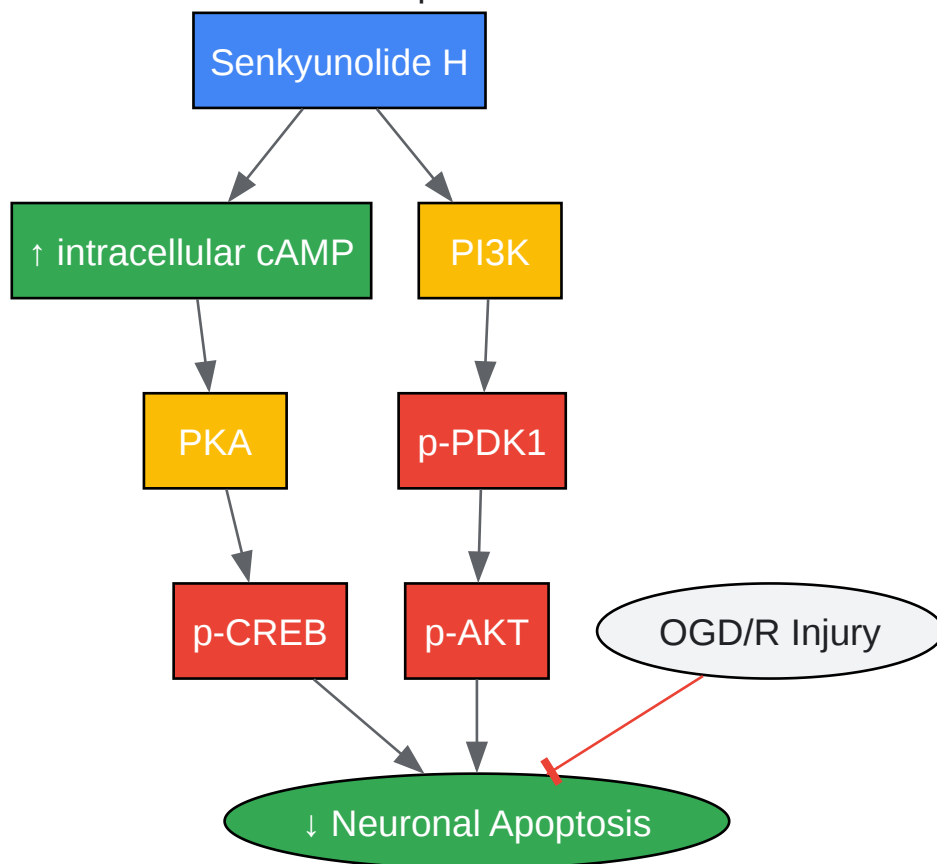 Senkyunolide H
↑ intracellular cAMP
PI3K
PKA
p-PDK1
p-CREB
p-AKT
OGD/R Injury
↓ Neuronal Apoptosis